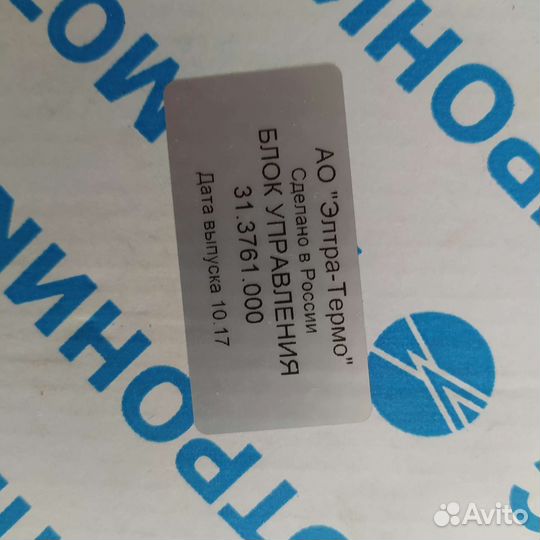 АО "Элтра-Термо"
Сделано в России
БЛОК УПРАВЛЕНИЯ
31.3761.000
Дата выпуска 10.17
Avito